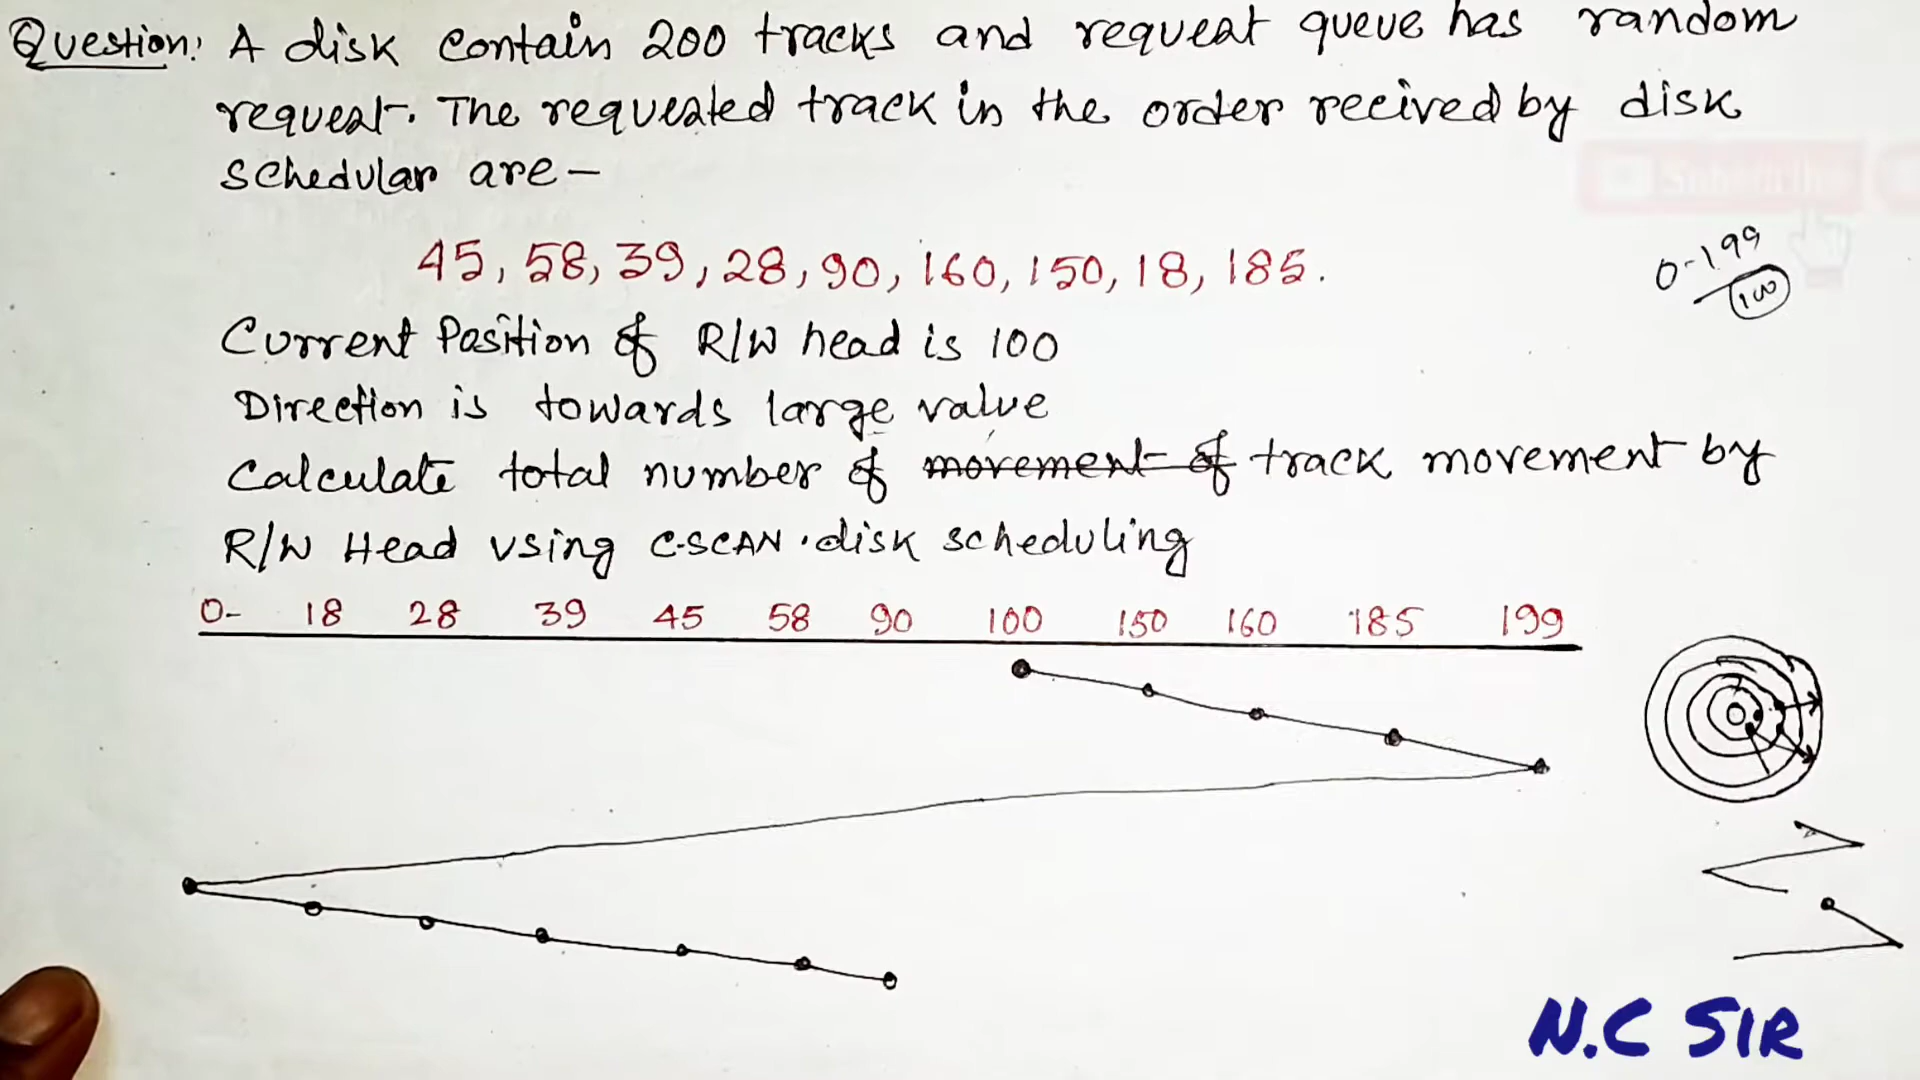 Question: A disk contain 200 tracks and request queue has random
request. The requested track in the order recived by disk
schedular are -
45, 58, 39, 28, 90, 160, 150, 18, 185.
0-199
100
Current Position of R/W head is 100
Direction is towards large value
Calculate total number of movement of track movement by
R/W Head using C-SCAN disk scheduling
0- 18 28 39 45 58 90 100 150 160 185 199
N.C SIR